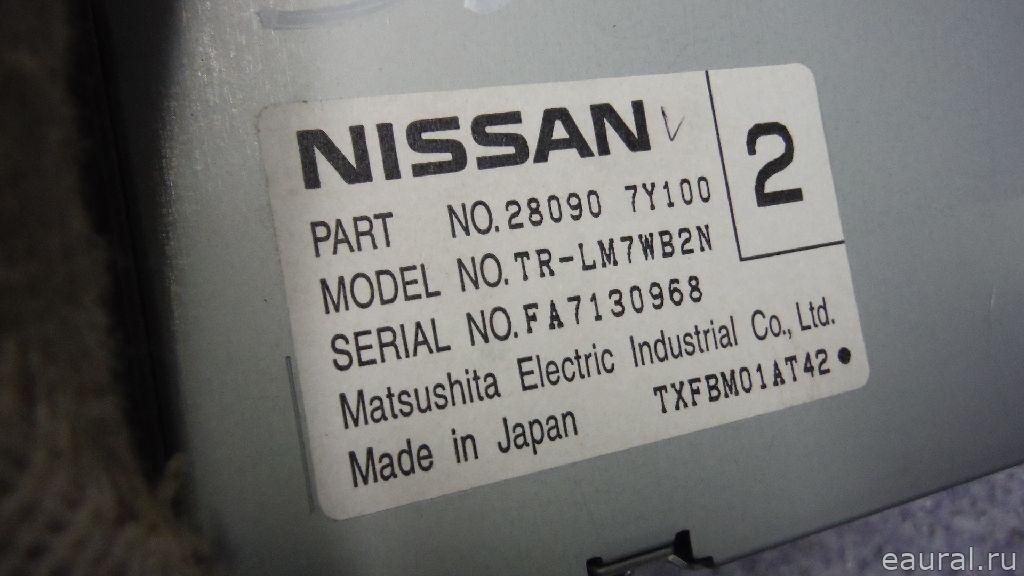 NISSAN
2
PART NO. 28090 7Y100
MODEL NO. TR-LM7WB2N
SERIAL NO. FA7130968
Matsushita Electric Industrial Co., Ltd.
Made in Japan TXFBM01AT42●
eaural.ru